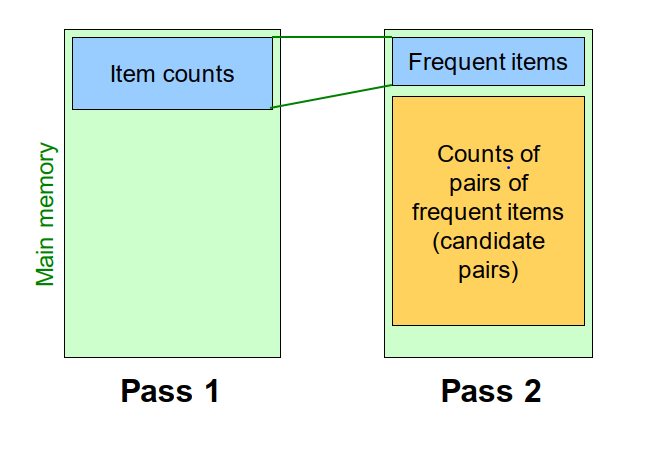 Main memory
Item counts
Frequent items
Counts of
pairs of
frequent items
(candidate
pairs)
Pass 1
Pass 2